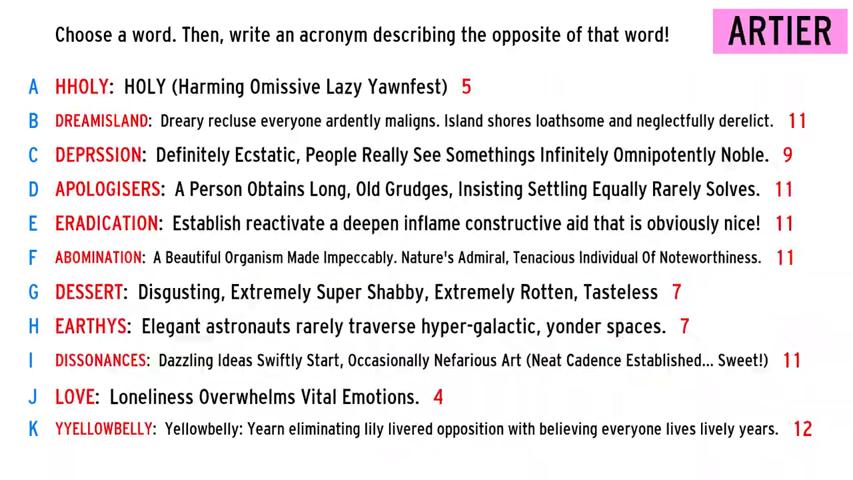 Choose a word. Then, write an acronym describing the opposite of that word!
ARTIER
A HHOLY: HOLY (Harming Omissive Lazy Yawnfest) 5
B DREAMISLAND: Dreary recluse everyone ardently maligns. Island shores loathsome and neglectfully derelict. 11
C DEPRSSION: Definitely Ecstatic, People Really See Somethings Infinitely Omnipotently Noble. 9
D APOLOGISERS: A Person Obtains Long, Old Grudges, Insisting Settling Equally Rarely Solves. 11
E ERADICATION: Establish reactivate a deepen inflame constructive aid that is obviously nice! 11
F ABOMINATION: A Beautiful Organism Made Impeccably. Nature's Admiral, Tenacious Individual Of Noteworthiness. 11
G DESSERT: Disgusting, Extremely Super Shabby, Extremely Rotten, Tasteless 7
H EARTHYS: Elegant astronauts rarely traverse hyper-galactic, yonder spaces. 7
I DISSONANCES: Dazzling Ideas Swiftly Start, Occasionally Nefarious Art (Neat Cadence Established... Sweet!) 11
J LOVE: Loneliness Overwhelms Vital Emotions. 4
K YYELLOWBELLY: Yellowbelly: Yearn eliminating lily livered opposition with believing everyone lives lively years. 12